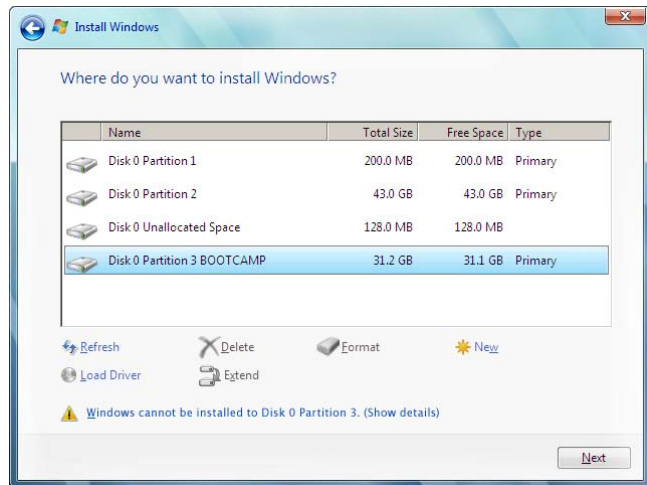 Install Windows
Where do you want to install Windows?
Name Total Size Free Space Type
Disk 0 Partition 1 200.0 MB 200.0 MB Primary
Disk 0 Partition 2 43.0 GB 43.0 GB Primary
Disk 0 Unallocated Space 128.0 MB 128.0 MB
Disk 0 Partition 3 BOOTCAMP 31.2 GB 31.1 GB Primary
Refresh Delete Format New
Load Driver Extend
Windows cannot be installed to Disk 0 Partition 3. (Show details)
Next